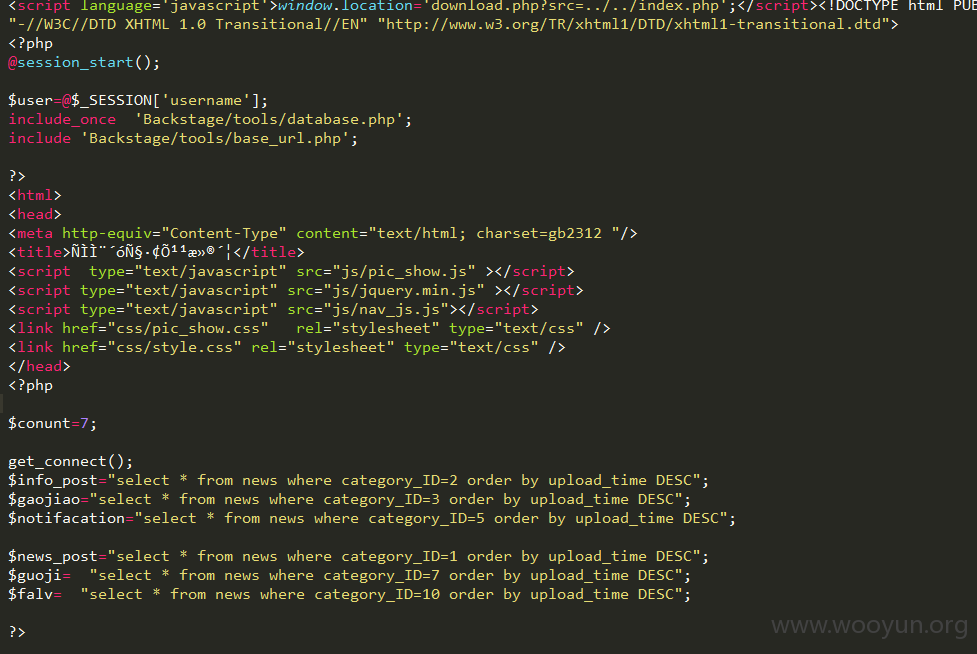 <script language='javascript'>window.location='download.php?src=../../index.php';</script><!DOCTYPE html PUB
"-//W3C//DTD XHTML 1.0 Transitional//EN" "http://www.w3.org/TR/xhtml1/DTD/xhtml1-transitional.dtd">
<?php
@session_start();
$user=@$_SESSION['username'];
include_once  'Backstage/tools/database.php';
include 'Backstage/tools/base_url.php';
?>
<html>
<head>
<meta http-equiv="Content-Type" content="text/html; charset=gb2312 "/>
<title>ÑÌÌ¨´óÑ§·¢Õ¹¹æ»®´¦</title>
<script  type="text/javascript" src="js/pic_show.js" ></script>
<script type="text/javascript" src="js/jquery.min.js" ></script>
<script type="text/javascript" src="js/nav_js.js"></script>
<link href="css/pic_show.css"   rel="stylesheet" type="text/css" />
<link href="css/style.css" rel="stylesheet" type="text/css" />
</head>
<?php
$conunt=7;
get_connect();
$info_post="select * from news where category_ID=2 order by upload_time DESC";
$gaojiao="select * from news where category_ID=3 order by upload_time DESC";
$notifacation="select * from news where category_ID=5 order by upload_time DESC";
$news_post="select * from news where category_ID=1 order by upload_time DESC";
$guoji=  "select * from news where category_ID=7 order by upload_time DESC";
$falv=  "select * from news where category_ID=10 order by upload_time DESC";
?>
www.wooyun.org